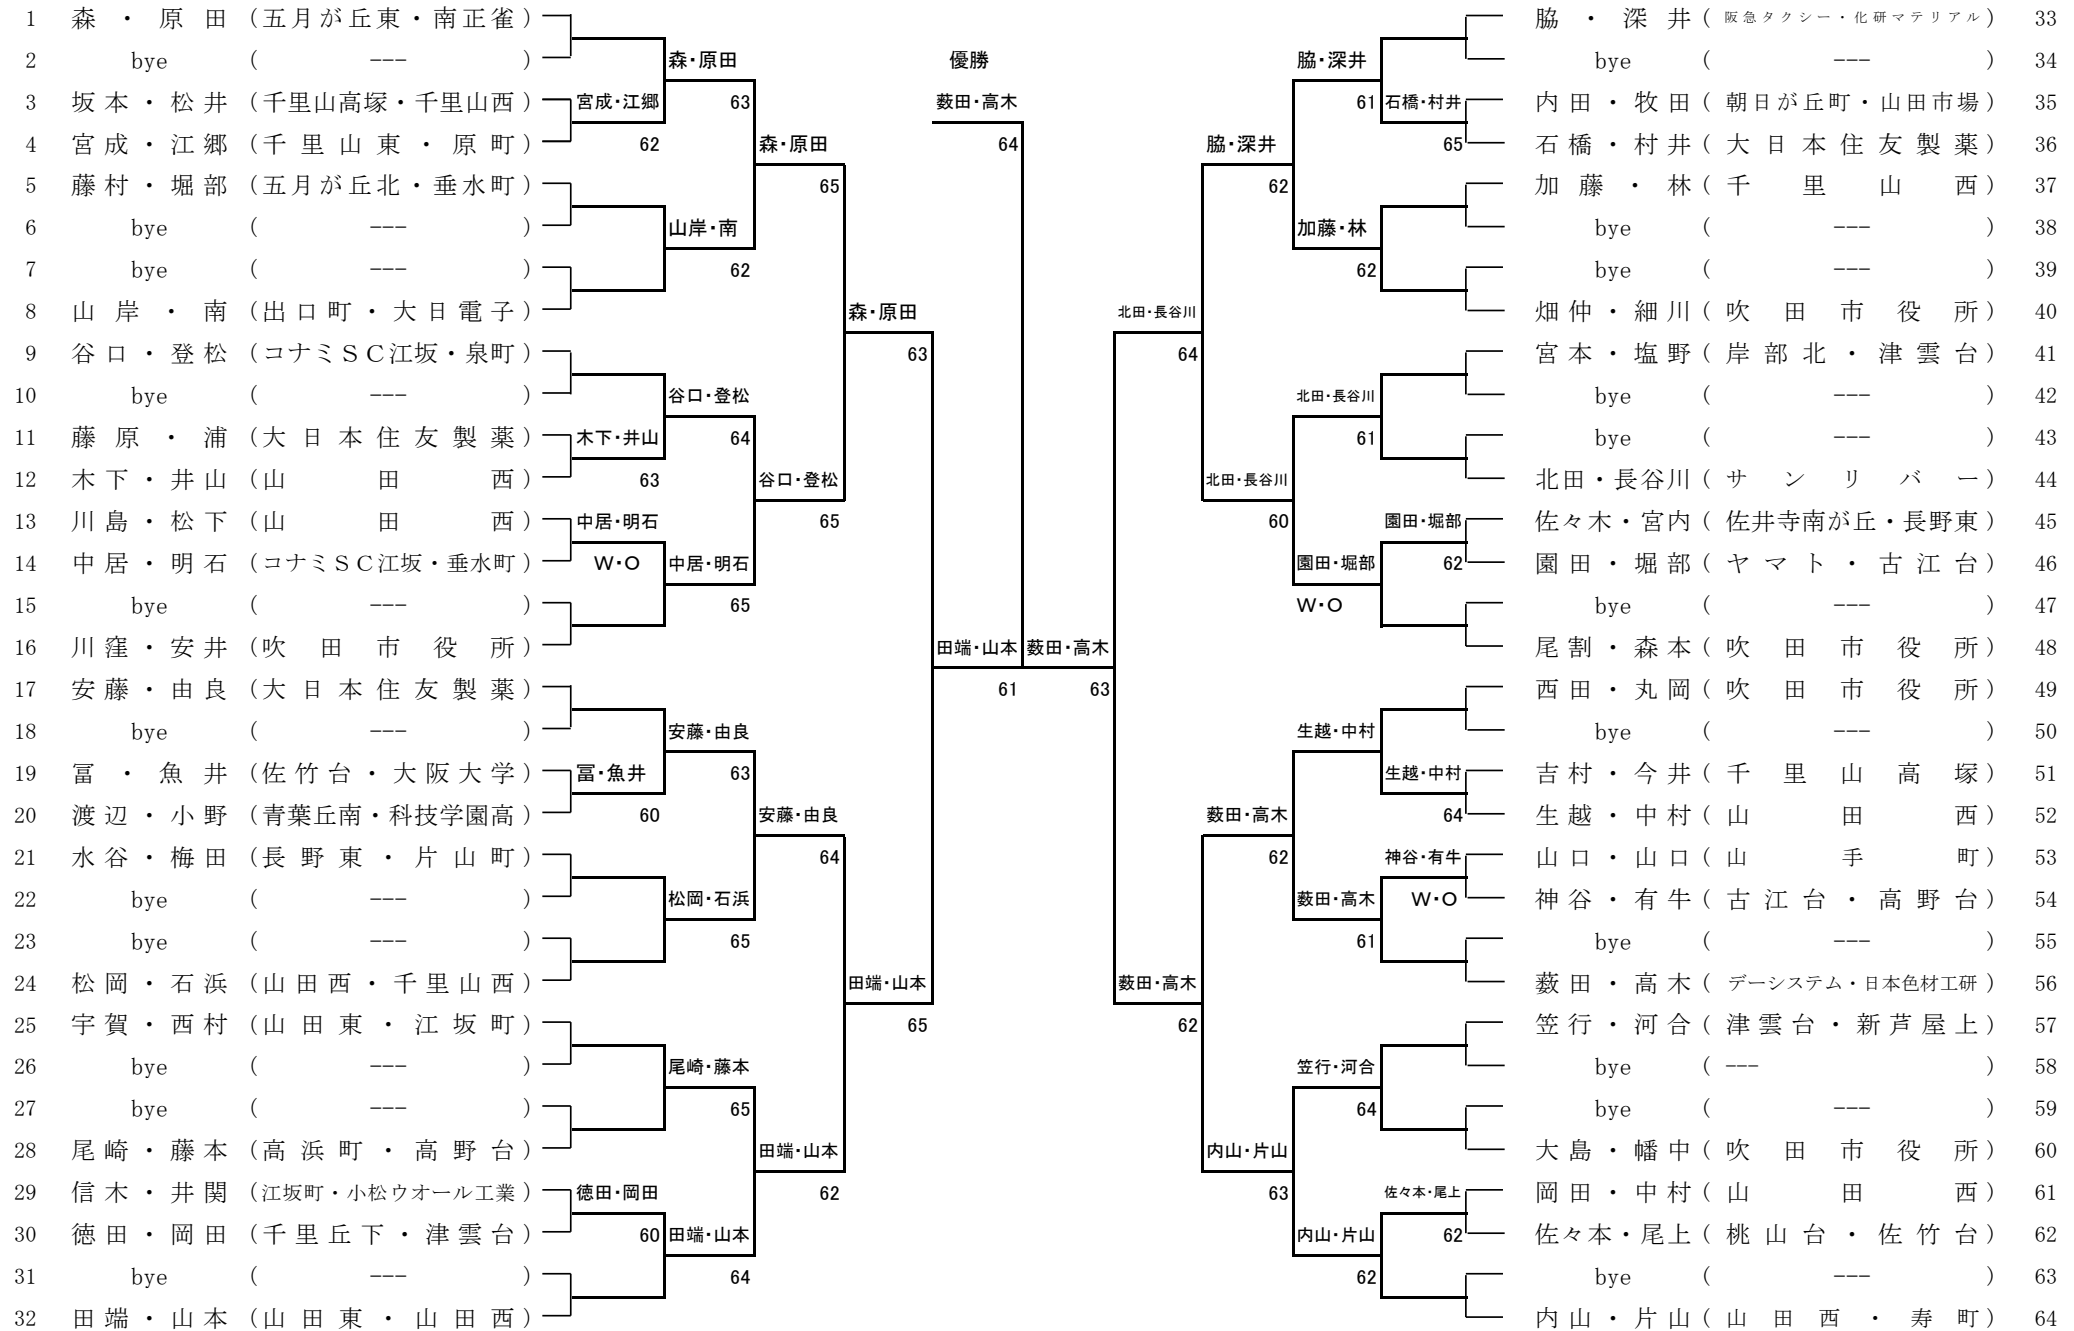 1 森・原田 (五月が丘東・南正雀) 脇・深井 (阪急タクシー・化研マテリアル) 33
2 bye ( --- ) 森・原田 優勝 脇・深井 bye ( --- ) 34
3 坂本・松井 (千里山高塚・千里山西) 宮成・江郷 63 薮田・高木 61 石橋・村井 内田・牧田 (朝日が丘町・山田市場) 35
4 宮成・江郷 (千里山東・原町) 62 森・原田 64 脇・深井 65 石橋・村井 (大日本住友製薬) 36
5 藤村・堀部 (五月が丘北・垂水町) 65 62 加藤・林 (千里山西) 37
6 bye ( --- ) 山岸・南 加藤・林 bye ( --- ) 38
7 bye ( --- ) 62 62 bye ( --- ) 39
8 山岸・南 (出口町・大日電子) 森・原田 北田・長谷川 畑仲・細川 (吹田市役所) 40
9 谷口・登松 (コナミSC江坂・泉町) 63 64 宮本・塩野 (岸部北・津雲台) 41
10 bye ( --- ) 谷口・登松 北田・長谷川 bye ( --- ) 42
11 藤原・浦 (大日本住友製薬) 木下・井山 64 61 bye ( --- ) 43
12 木下・井山 (山田西) 63 谷口・登松 北田・長谷川 北田・長谷川 (サンリバー) 44
13 川島・松下 (山田西) 中居・明石 65 60 園田・堀部 佐々木・宮内 (佐井寺南が丘・長野東) 45
14 中居・明石 (コナミSC江坂・垂水町) W・O 中居・明石 園田・堀部 62 園田・堀部 (ヤマト・古江台) 46
15 bye ( --- ) 65 W・O bye ( --- ) 47
16 川窪・安井 (吹田市役所) 田端・山本 薮田・高木 尾割・森本 (吹田市役所) 48
17 安藤・由良 (大日本住友製薬) 61 63 西田・丸岡 (吹田市役所) 49
18 bye ( --- ) 安藤・由良 生越・中村 bye ( --- ) 50
19 冨・魚井 (佐竹台・大阪大学) 冨・魚井 63 生越・中村 吉村・今井 (千里山高塚) 51
20 渡辺・小野 (青葉丘南・科技学園高) 60 安藤・由良 薮田・高木 64 生越・中村 (山田西) 52
21 水谷・梅田 (長野東・片山町) 64 62 神谷・有牛 山口・山口 (山手町) 53
22 bye ( --- ) 松岡・石浜 薮田・高木 W・O 神谷・有牛 (古江台・高野台) 54
23 bye ( --- ) 65 61 bye ( --- ) 55
24 松岡・石浜 (山田西・千里山西) 田端・山本 薮田・高木 薮田・高木 (デーシステム・日本色材工研) 56
25 宇賀・西村 (山田東・江坂町) 65 62 笠行・河合 (津雲台・新芦屋上) 57
26 bye ( --- ) 尾崎・藤本 笠行・河合 bye ( --- ) 58
27 bye ( --- ) 65 64 bye ( --- ) 59
28 尾崎・藤本 (高浜町・高野台) 田端・山本 内山・片山 大島・幡中 (吹田市役所) 60
29 信木・井関 (江坂町・小松ウオール工業) 徳田・岡田 62 63 佐々本・尾上 岡田・中村 (山田西) 61
30 徳田・岡田 (千里丘下・津雲台) 60 田端・山本 内山・片山 62 佐々本・尾上 (桃山台・佐竹台) 62
31 bye ( --- ) 64 62 bye ( --- ) 63
32 田端・山本 (山田東・山田西) 内山・片山 (山田西・寿町) 64